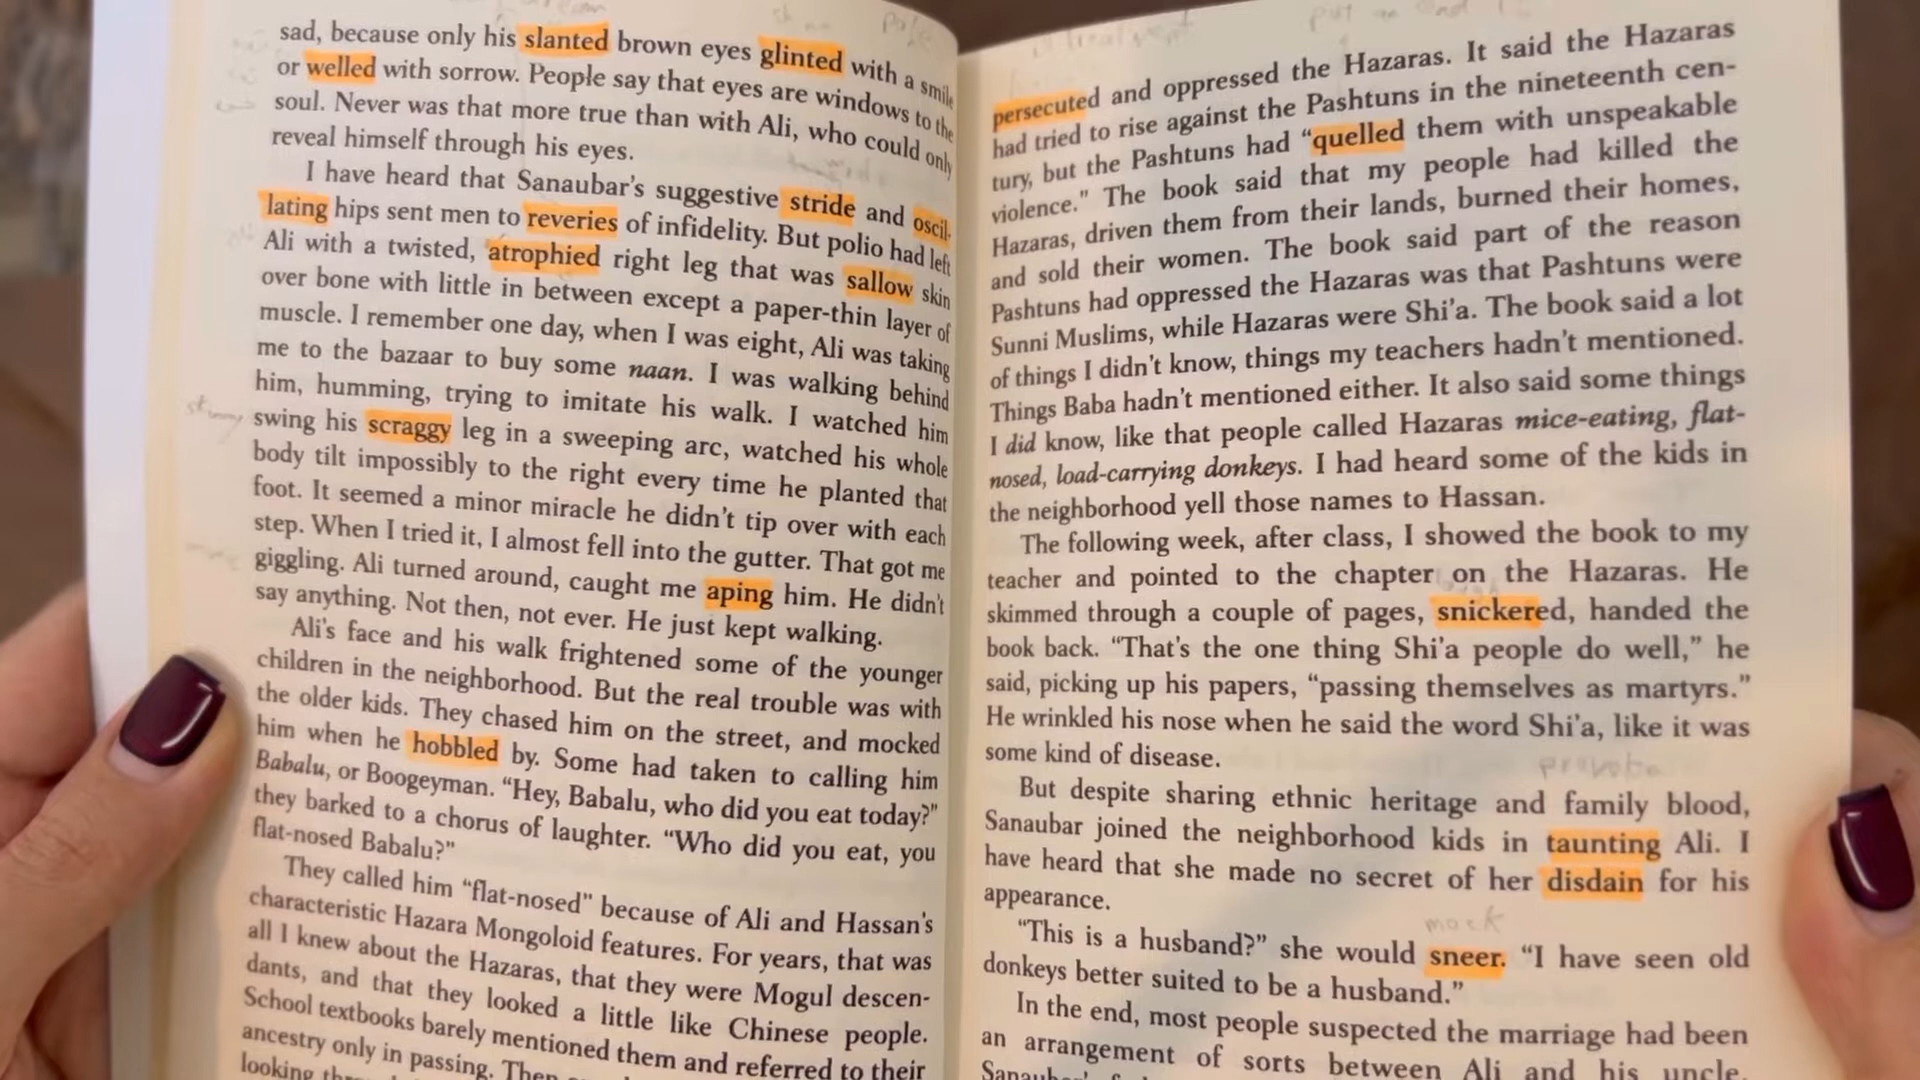 sad, because only his slanted brown eyes glinted with a smile
or welled with sorrow. People say that eyes are windows to the
soul. Never was that more true than with Ali, who could only
reveal himself through his eyes.
I have heard that Sanaubar's suggestive stride and oscil-
lating hips sent men to reveries of infidelity. But polio had left
Ali with a twisted, atrophied right leg that was sallow skin
over bone with little in between except a paper-thin layer of
muscle. I remember one day, when I was eight, Ali was taking
me to the bazaar to buy some naan. I was walking behind
him, humming, trying to imitate his walk. I watched him
swing his scraggy leg in a sweeping arc, watched his whole
body tilt impossibly to the right every time he planted that
foot. It seemed a minor miracle he didn't tip over with each
step. When I tried it, I almost fell into the gutter. That got me
giggling. Ali turned around, caught me aping him. He didn't
say anything. Not then, not ever. He just kept walking.
Ali's face and his walk frightened some of the younger
children in the neighborhood. But the real trouble was with
the older kids. They chased him on the street, and mocked
him when he hobbled by. Some had taken to calling him
Babalu, or Boogeyman. “Hey, Babalu, who did you eat today?”
they barked to a chorus of laughter. “Who did you eat, you
flat-nosed Babalu?”
They called him “flat-nosed” because of Ali and Hassan's
characteristic Hazara Mongoloid features. For years, that was
all I knew about the Hazaras, that they were Mogul descen-
dants, and that they looked a little like Chinese people.
School textbooks barely mentioned them and referred to their
ancestry only in passing. Then
looking
put an end
persecuted and oppressed the Hazaras. It said the Hazaras
had tried to rise against the Pashtuns in the nineteenth cen-
tury, but the Pashtuns had “quelled them with unspeakable
violence.” The book said that my people had killed the
Hazaras, driven them from their lands, burned their homes,
and sold their women. The book said part of the reason
Pashtuns had oppressed the Hazaras was that Pashtuns were
Sunni Muslims, while Hazaras were Shi'a. The book said a lot
of things I didn't know, things my teachers hadn't mentioned.
Things Baba hadn't mentioned either. It also said some things
I did know, like that people called Hazaras mice-eating, flat-
nosed, load-carrying donkeys. I had heard some of the kids in
the neighborhood yell those names to Hassan.
The following week, after class, I showed the book to my
teacher and pointed to the chapter on the Hazaras. He
skimmed through a couple of pages, snickered, handed the
book back. “That's the one thing Shi'a people do well,” he
said, picking up his papers, “passing themselves as martyrs.”
He wrinkled his nose when he said the word Shi'a, like it was
some kind of disease.
But despite sharing ethnic heritage and family blood,
Sanaubar joined the neighborhood kids in taunting Ali. I
have heard that she made no secret of her disdain for his
appearance.
mock
“This is a husband?” she would sneer. “I have seen old
donkeys better suited to be a husband.”
In the end, most people suspected the marriage had been
an arrangement of sorts between Ali and his uncle,